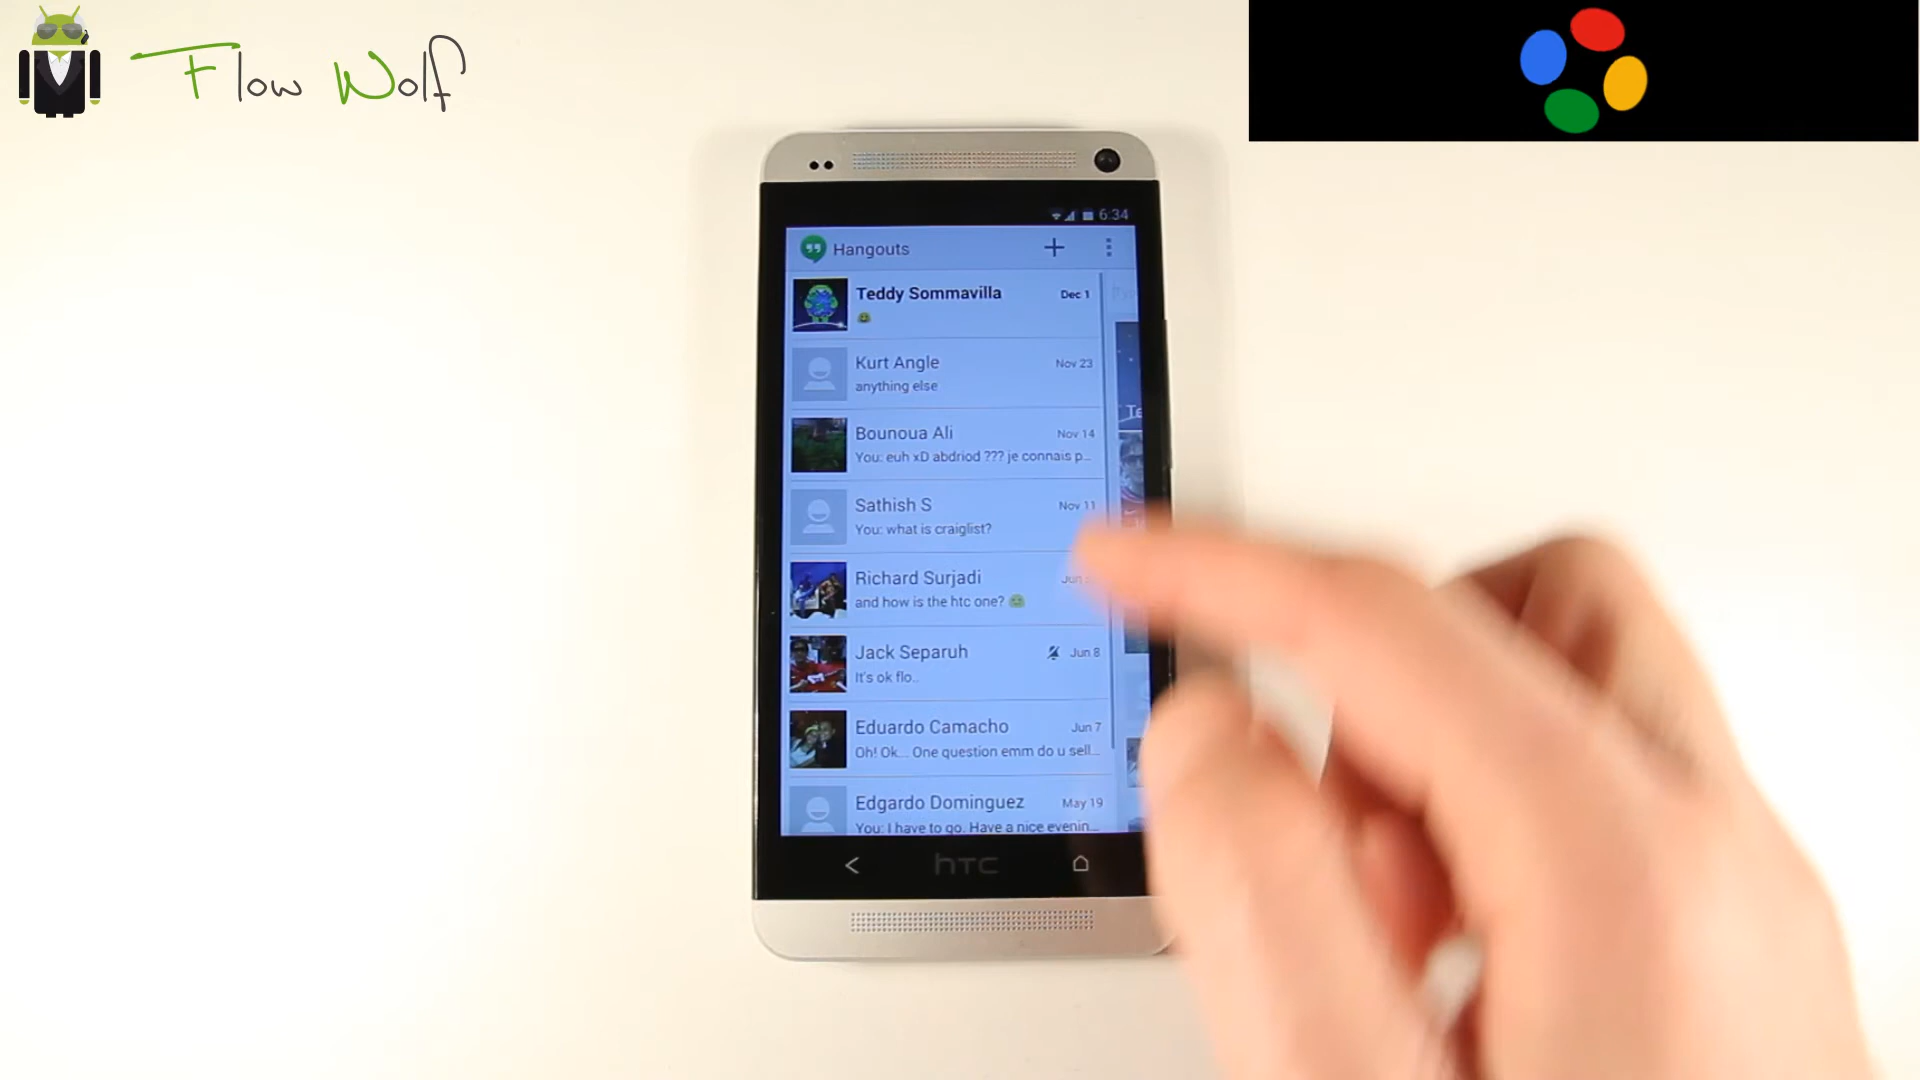 Flow Wolf
6:34
Hangouts
Teddy Sommavilla Dec 1
Kurt Angle Nov 23
anything else
Bounoua Ali Nov 14
You: euh xD abdriod ??? je connais p...
Sathish S Nov 11
You: what is craiglist?
Richard Surjadi Jun
and how is the htc one?
Jack Separuh Jun 8
It's ok flo..
Eduardo Camacho Jun 7
Oh! Ok... One question emm do u sell...
Edgardo Dominguez May 19
You: I have to go. Have a nice evenin...
Te
hTC